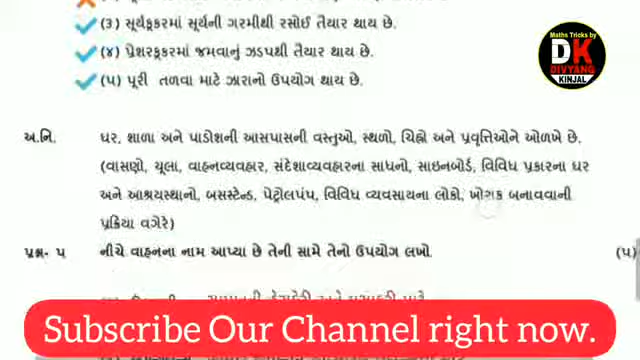 (૩) સૂર્યકૂકરમાં સૂર્યની ગરમીથી રસોઈ તૈયાર થાય છે.
Maths Tricks by
DK
DIVYANG
KINJAL
(૪) પ્રેશરકૂકરમાં જમવાનું ઝડપથી તૈયાર થાય છે.
(૫) પૂરી તળવા માટે ઝારાનો ઉપયોગ થાય છે.
અ.નિ. ઘર, શાળા અને પાડોશની આસપાસની વસ્તુઓ, સ્થળો, ચિહ્નો અને પ્રવૃત્તિઓને ઓળખે છે.
(વાસણો, ચૂલા, વાહનવ્યવહાર, સંદેશાવ્યવહારના સાધનો, સાઇનબોર્ડ, વિવિધ પ્રકારના ઘર
અને આશ્રયસ્થાનો, બસસ્ટેન્ડ, પેટ્રોલપંપ, વિવિધ વ્યવસાયના લોકો, ખોરાક બનાવવાની
પ્રક્રિયા વગેરે)
પ્રશ્ન- ૫ નીચે વાહનના નામ આપ્યા છે તેની સામે તેનો ઉપયોગ લખો. (૫)
Subscribe Our Channel right now.